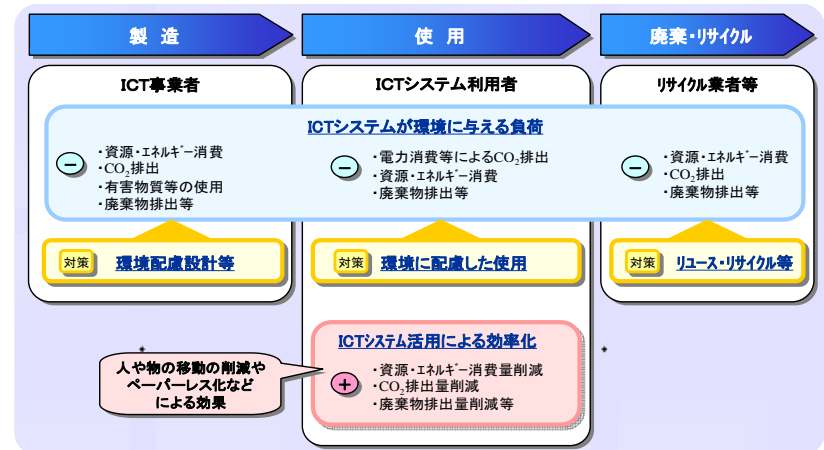 製 造
使 用
廃棄・リサイクル
ICT事業者
ICTシステム利用者
リサイクル業者等
ICTシステムが環境に与える負荷
－
・資源・エネルギー消費
・CO₂排出
・有害物質等の使用
・廃棄物排出等
－
・電力消費等によるCO₂排出
・資源・エネルギー消費
・廃棄物排出等
－
・資源・エネルギー消費
・CO₂排出
・廃棄物排出等
対策 環境配慮設計等
対策 環境に配慮した使用
対策 リユース・リサイクル等
ICTシステム活用による効率化
人や物の移動の削減や
ペーパーレス化など
による効果
＋
・資源・エネルギー消費量削減
・CO₂排出量削減
・廃棄物排出量削減等